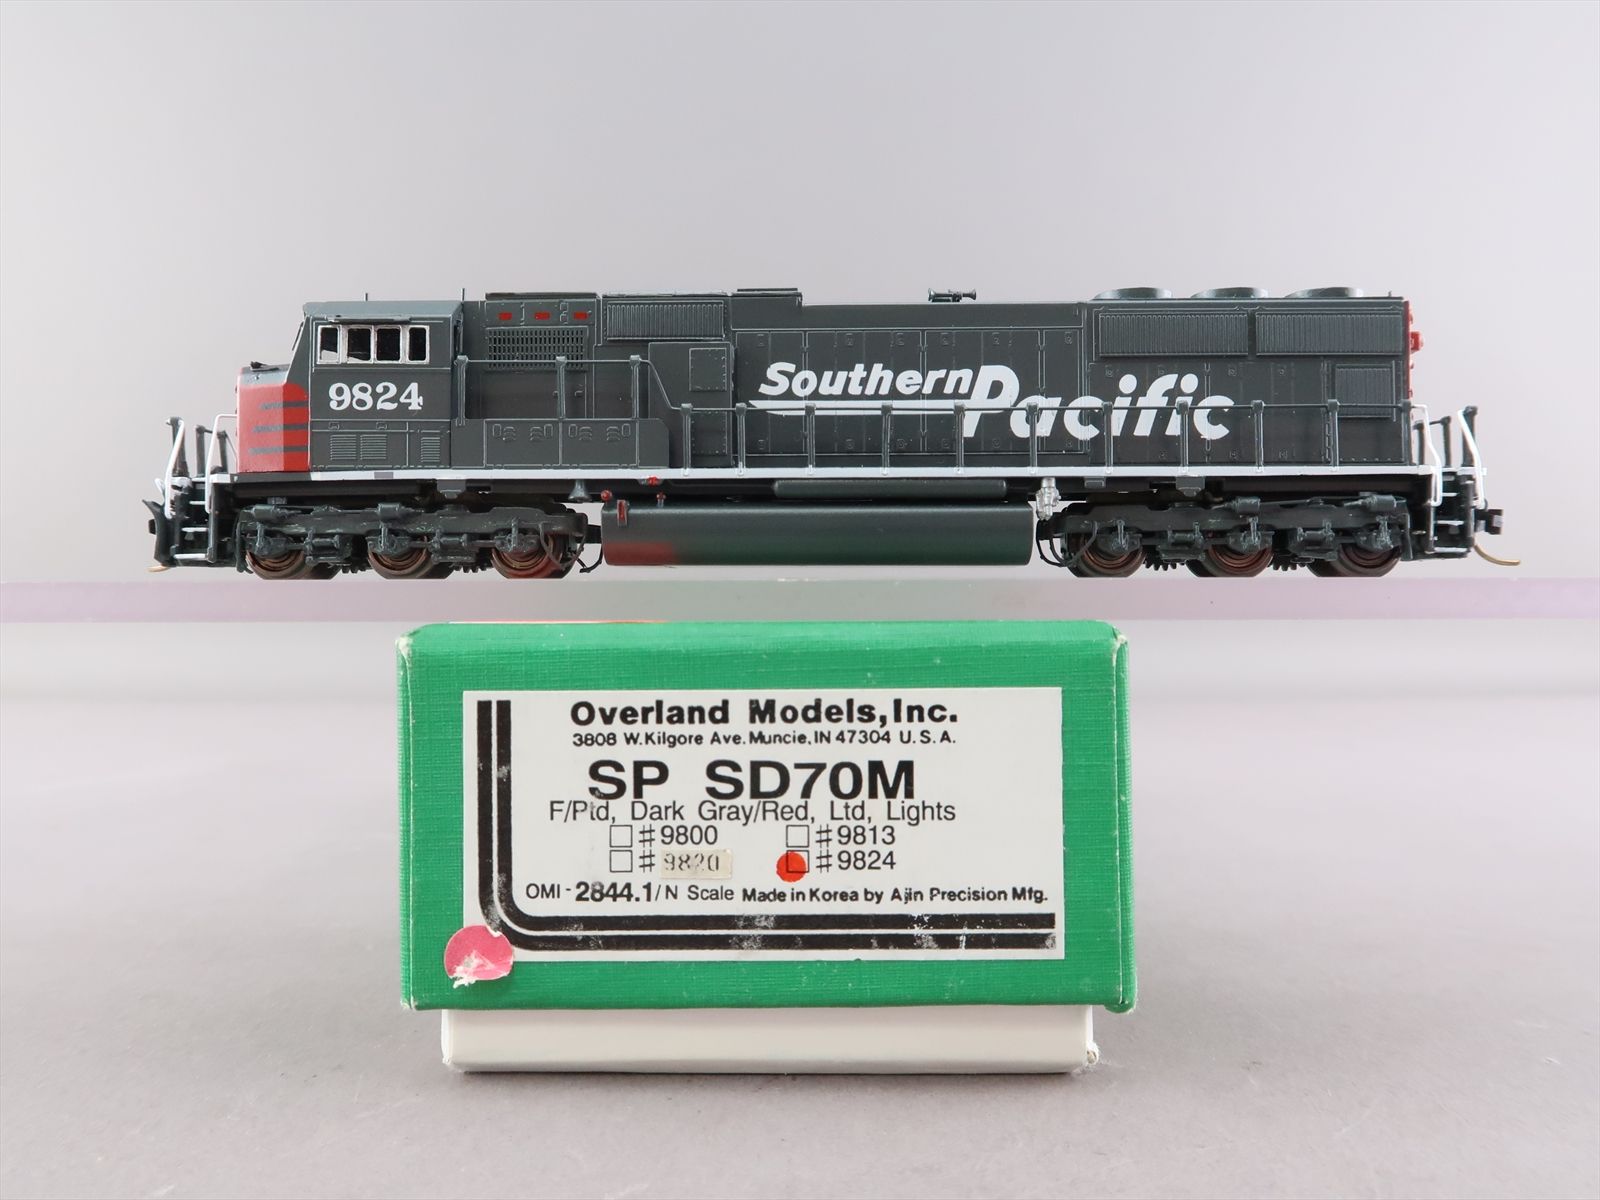 9824
Southern Pacific
Overland Models, Inc.
3808 W. Kilgore Ave. Muncie, IN 47304 U.S.A.
SP SD70M
F/Ptd, Dark Gray/Red, Ltd, Lights
#9800 #9813
#9820 #9824
OMI-2844.1/N Scale Made in Korea by Ajin Precision Mfg.